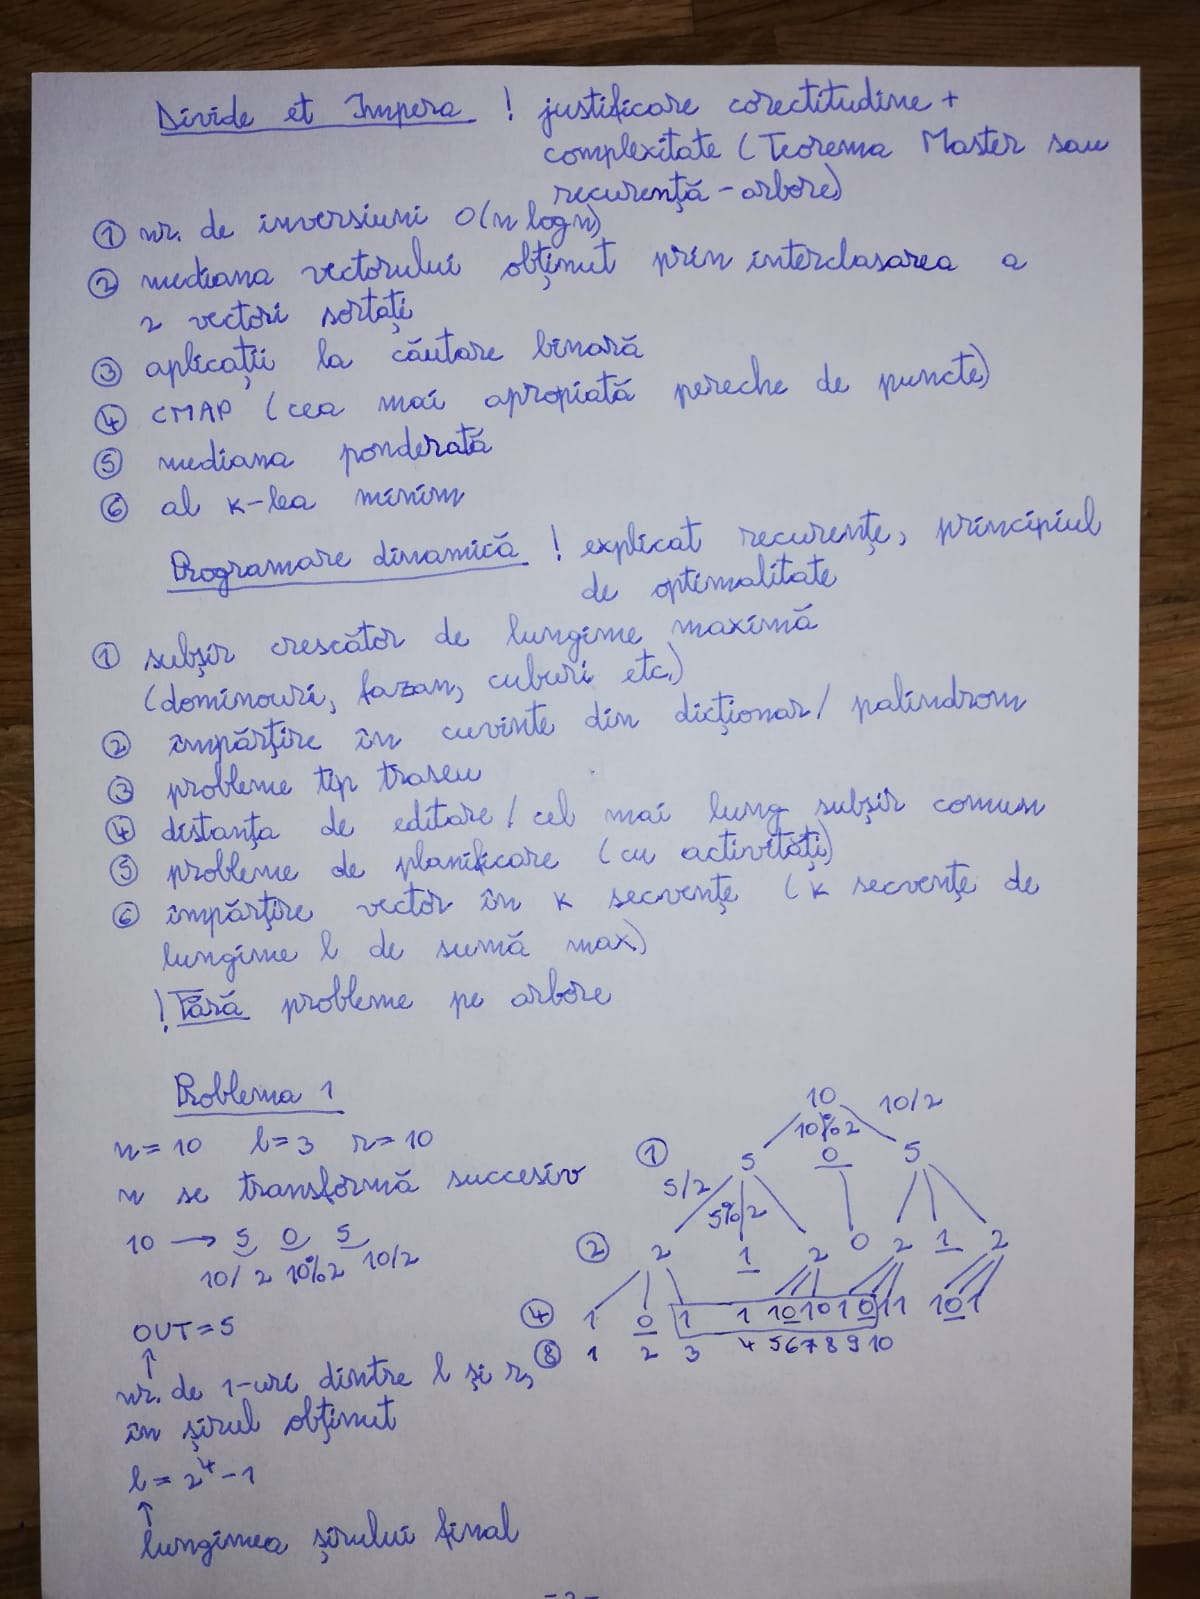 Divide et Impera ! justificare corectitudine +
complexitate (Teorema Master sau
recurență - arbore)
① nr. de inversiuni O(n log n)
② mediana vectorului obținut prin interclasarea a
2 vectori sortați
③ aplicații la căutare binară
④ CMAP (cea mai apropiată pereche de puncte)
⑤ mediana ponderată
⑥ al k-lea minim
Programare dinamică ! explicat recurențe, principiul
de optimalitate
① subșir crescător de lungime maximă
(dominouri, fazan, cuburi etc.)
② împărțire în cuvinte din dicționar / palindrom
③ probleme tip traseu
④ distanța de editare / cel mai lung subșir comun
⑤ probleme de planificare (cu activități)
⑥ împărțire vector în k secvențe (k secvențe de
lungime l de sumă max)
! Fără probleme pe arbore
Problema 1
n=10 l=3 r=10
n se transformă succesiv
10 → 5 0 5
10/2 10%2 10/2
OUT=5
↑
nr. de 1-uri dintre l și r,
în șirul obținut
l = 2^4 - 1
↑
lungimea șirului final
10
10%2 10/2
① 5 0 5
5/2 5%2
② 2 1 2 0 2 1 2
④ 1 0 1 1 1 0 1 0 1 0 1 1 1 0 1
⑧ 1 2 3 4 5 6 7 8 9 10
- 2 -